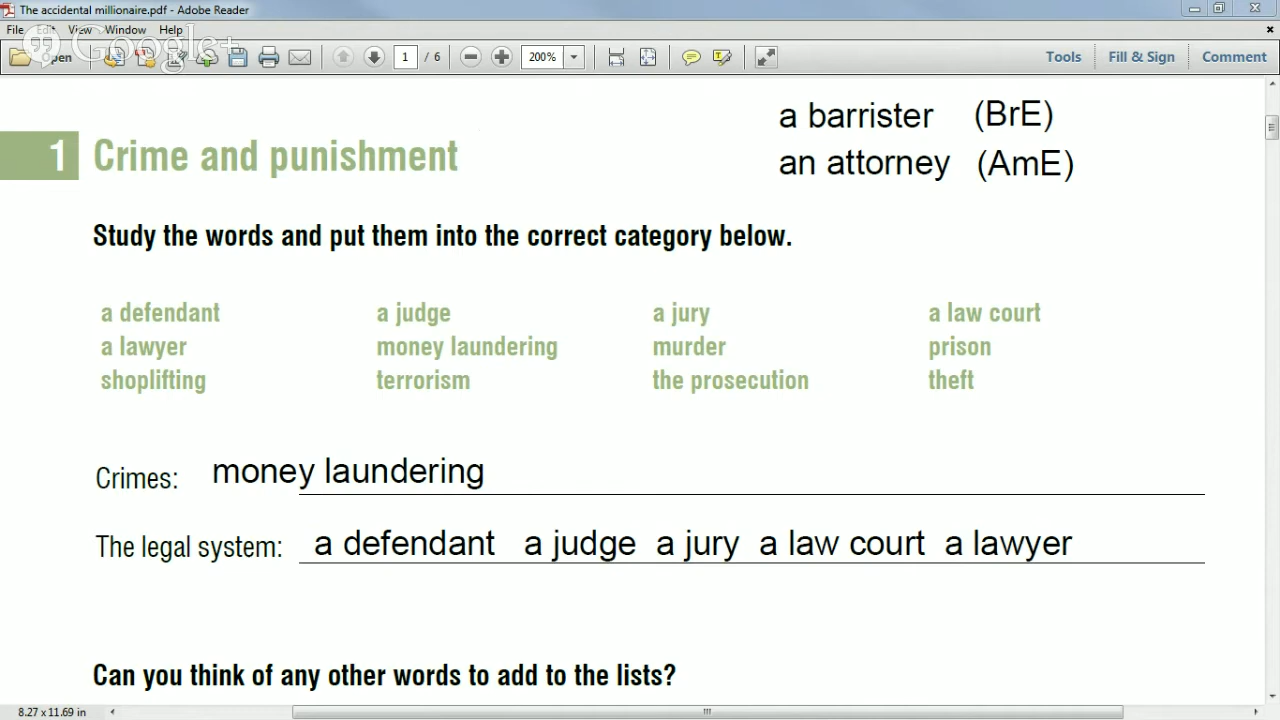 The accidental millionaire.pdf - Adobe Reader
File Edit View Window Help
Google+
Open 1 / 6 200% Tools Fill & Sign Comment
a barrister (BrE)
an attorney (AmE)
1 Crime and punishment
Study the words and put them into the correct category below.
a defendant a judge a jury a law court
a lawyer money laundering murder prison
shoplifting terrorism the prosecution theft
Crimes: money laundering
The legal system: a defendant a judge a jury a law court a lawyer
Can you think of any other words to add to the lists?
8.27 x 11.69 in